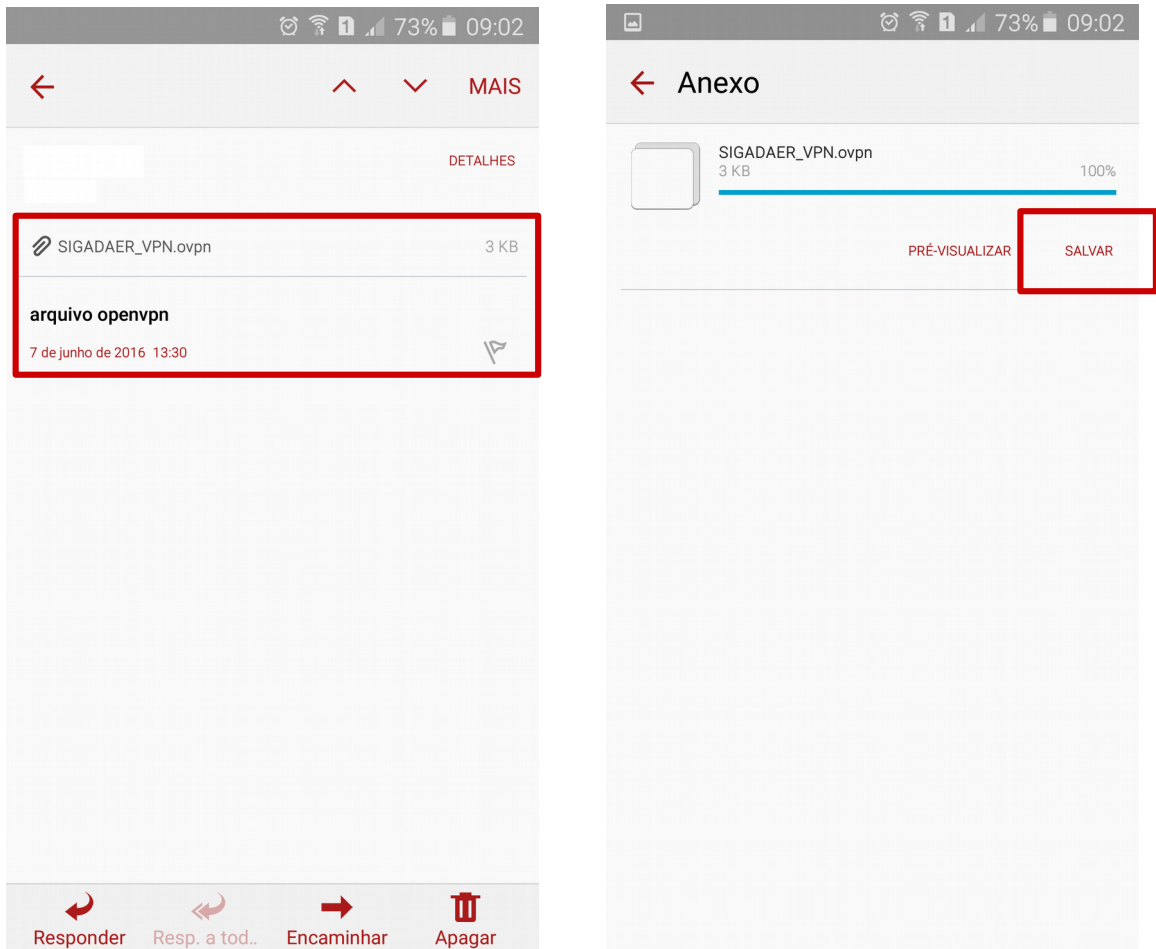 73% 09:02
MAIS
DETALHES
SIGADAER_VPN.ovpn 3 KB
arquivo openvpn
7 de junho de 2016 13:30
Responder Resp. a tod.. Encaminhar Apagar
1 73% 09:02
Anexo
SIGADAER_VPN.ovpn
3 KB 100%
PRÉ-VISUALIZAR SALVAR